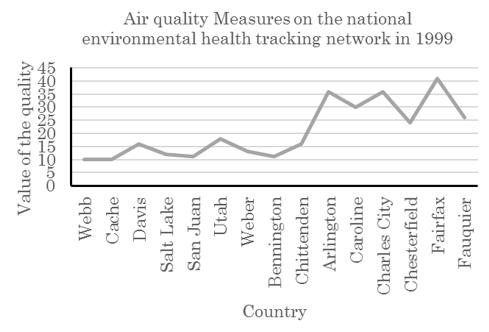 Air quality Measures on the national
environmental health tracking network in 1999
Value of the quality
45
40
35
30
25
20
15
10
5
0
Webb
Cache
Davis
Salt Lake
San Juan
Utah
Weber
Bennington
Chittenden
Arlington
Caroline
Charles City
Chesterfield
Fairfax
Fauquier
Country